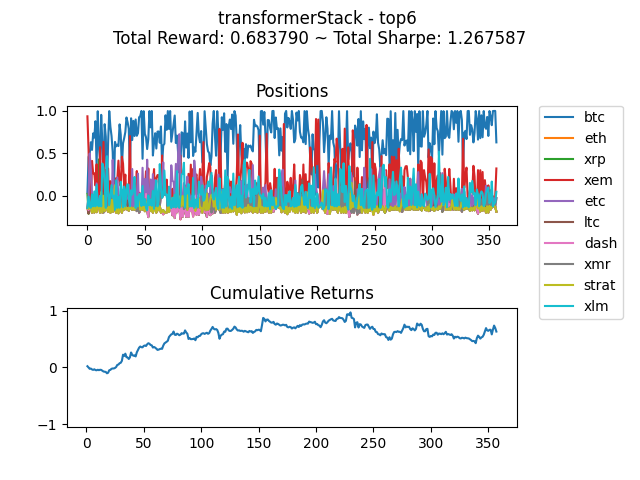 transformerStack - top6
Total Reward: 0.683790 ~ Total Sharpe: 1.267587
Positions
1.0
0.5
0.0
0 50 100 150 200 250 300 350
btc
eth
xrp
xem
etc
ltc
dash
xmr
strat
xlm
Cumulative Returns
1
0
−1
0 50 100 150 200 250 300 350